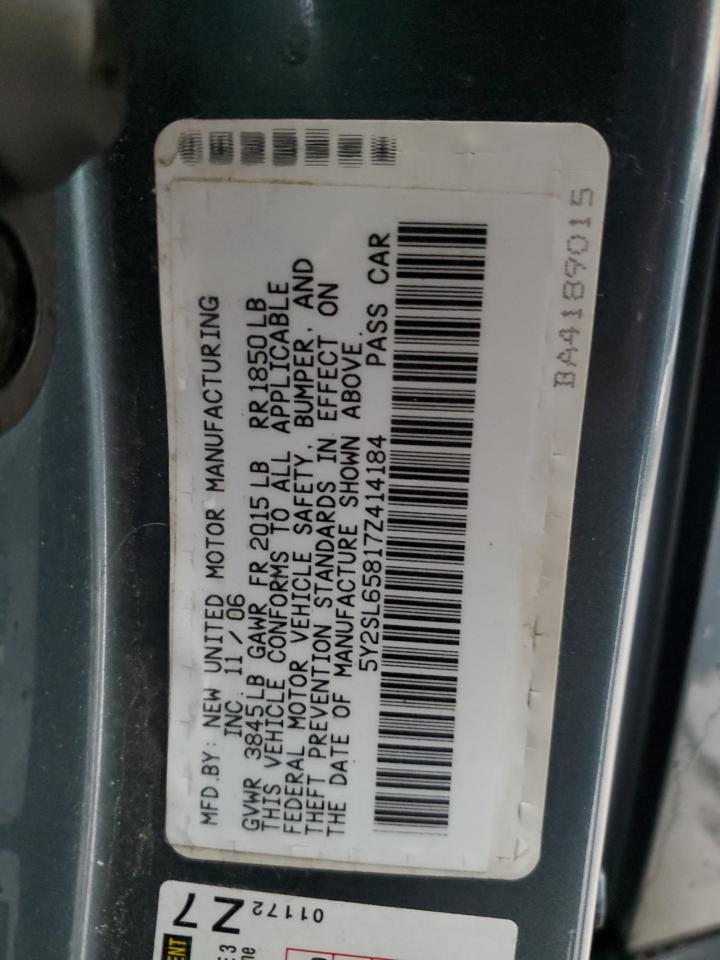 MFD.BY: NEW UNITED MOTOR MANUFACTURING
INC. 11/06
GVWR 3845LB GAWR FR 2015 LB RR 1850LB
THIS VEHICLE CONFORMS TO ALL APPLICABLE
FEDERAL MOTOR VEHICLE SAFETY, BUMPER, AND
THEFT PREVENTION STANDARDS IN EFFECT ON
THE DATE OF MANUFACTURE SHOWN ABOVE.
5Y2SL65817Z414184 PASS CAR
BA4189015
Z7
01172